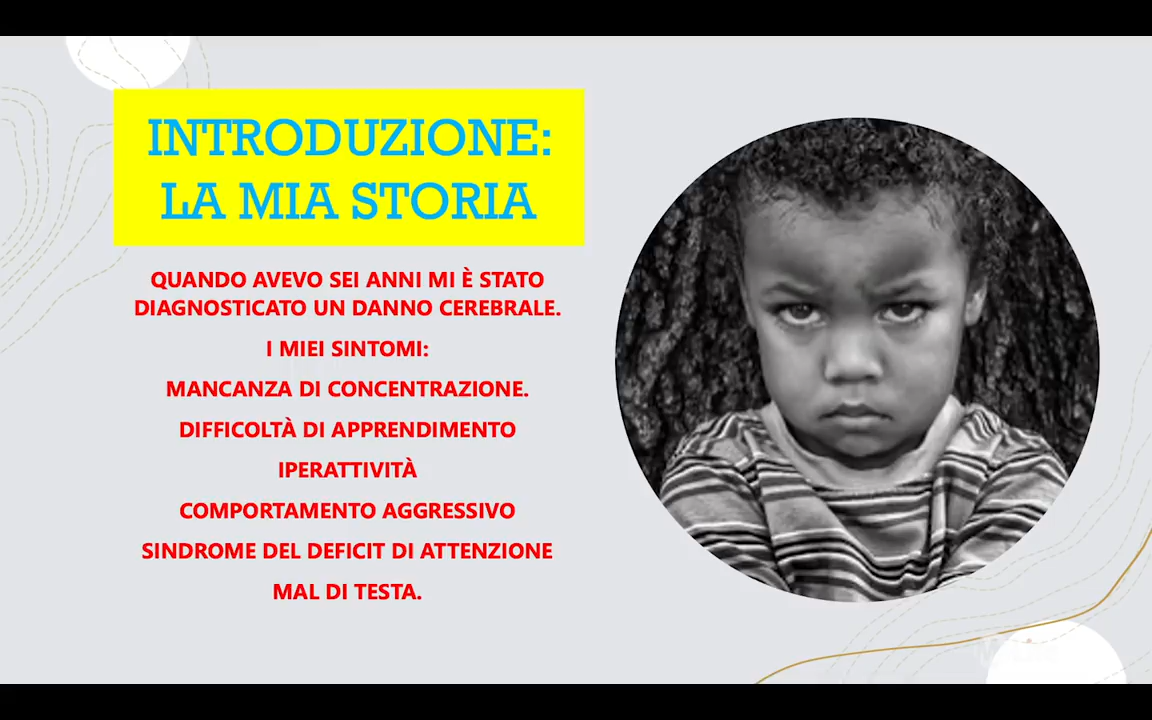 INTRODUZIONE:
LA MIA STORIA
QUANDO AVEVO SEI ANNI MI È STATO
DIAGNOSTICATO UN DANNO CEREBRALE.
I MIEI SINTOMI:
MANCANZA DI CONCENTRAZIONE.
DIFFICOLTÀ DI APPRENDIMENTO
IPERATTIVITÀ
COMPORTAMENTO AGGRESSIVO
SINDROME DEL DEFICIT DI ATTENZIONE
MAL DI TESTA.